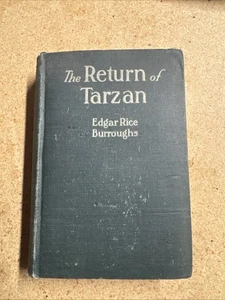 The Return of
Tarzan
Edgar Rice
Burroughs